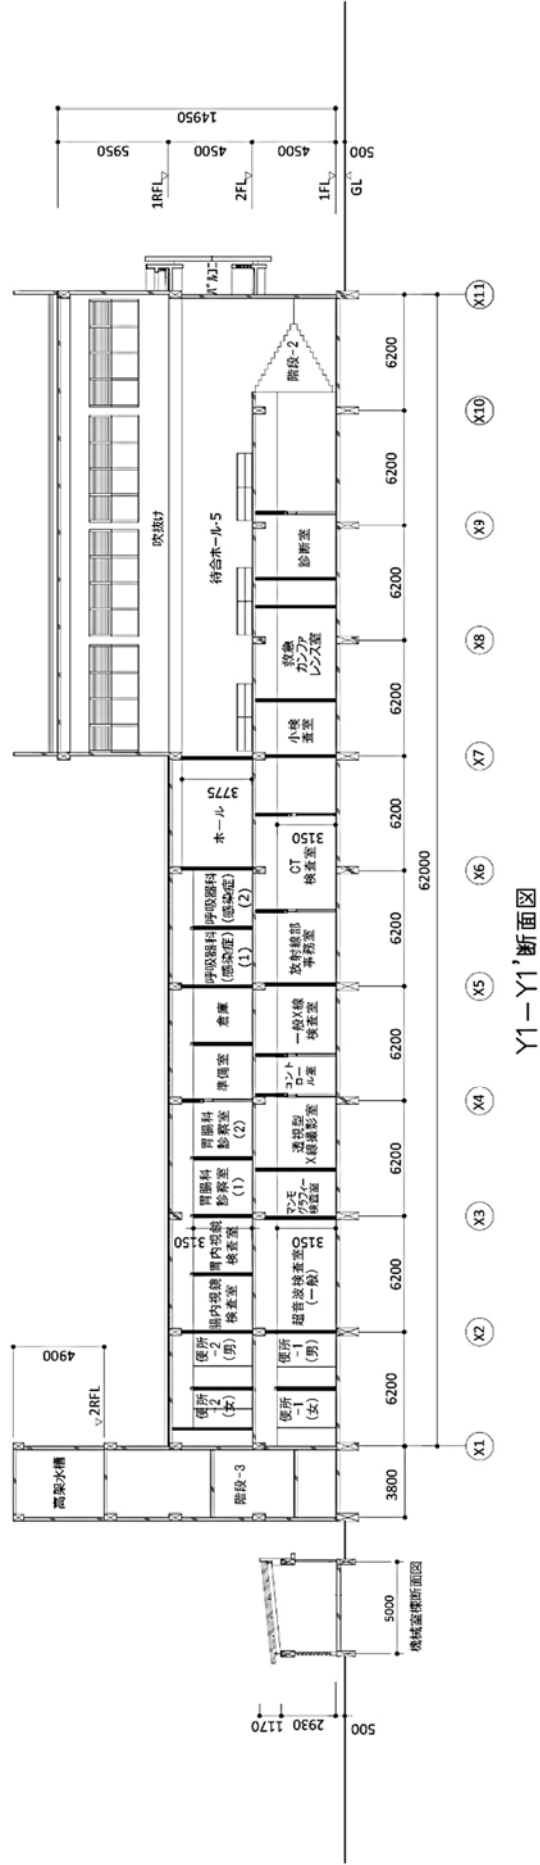 4900
2RFL
高架水槽
階段-3
吹抜け
待合ホール-5
14950
5950
4500
4500
500
1RFL
2FL
1FL
GL
便所
-2
(女)
便所
-2
(男)
腸内視鏡
検査室
胃内視鏡
検査室
3150
胃腸科
診察室
(1)
胃腸科
診察室
(2)
準備室
倉庫
呼吸器科
(感染症)
(1)
呼吸器科
(感染症)
(2)
ホール
3775
便所
-1
(女)
便所
-1
(男)
超音波検査室
(一般)
3150
マンモ
グラフィー
検査室
透視型
X線撮影室
コント
ロー
ル室
一般X線
検査室
放射線部
事務室
CT
検査室
3150
小検
査室
救急
カンファ
レンス室
診断室
階段-2
1170
2930
500
5000
機械室棟断面図
3800
6200
6200
6200
6200
6200
6200
6200
6200
6200
6200
62000
X1
X2
X3
X4
X5
X6
X7
X8
X9
X10
X11
Y1－Y1'断面図